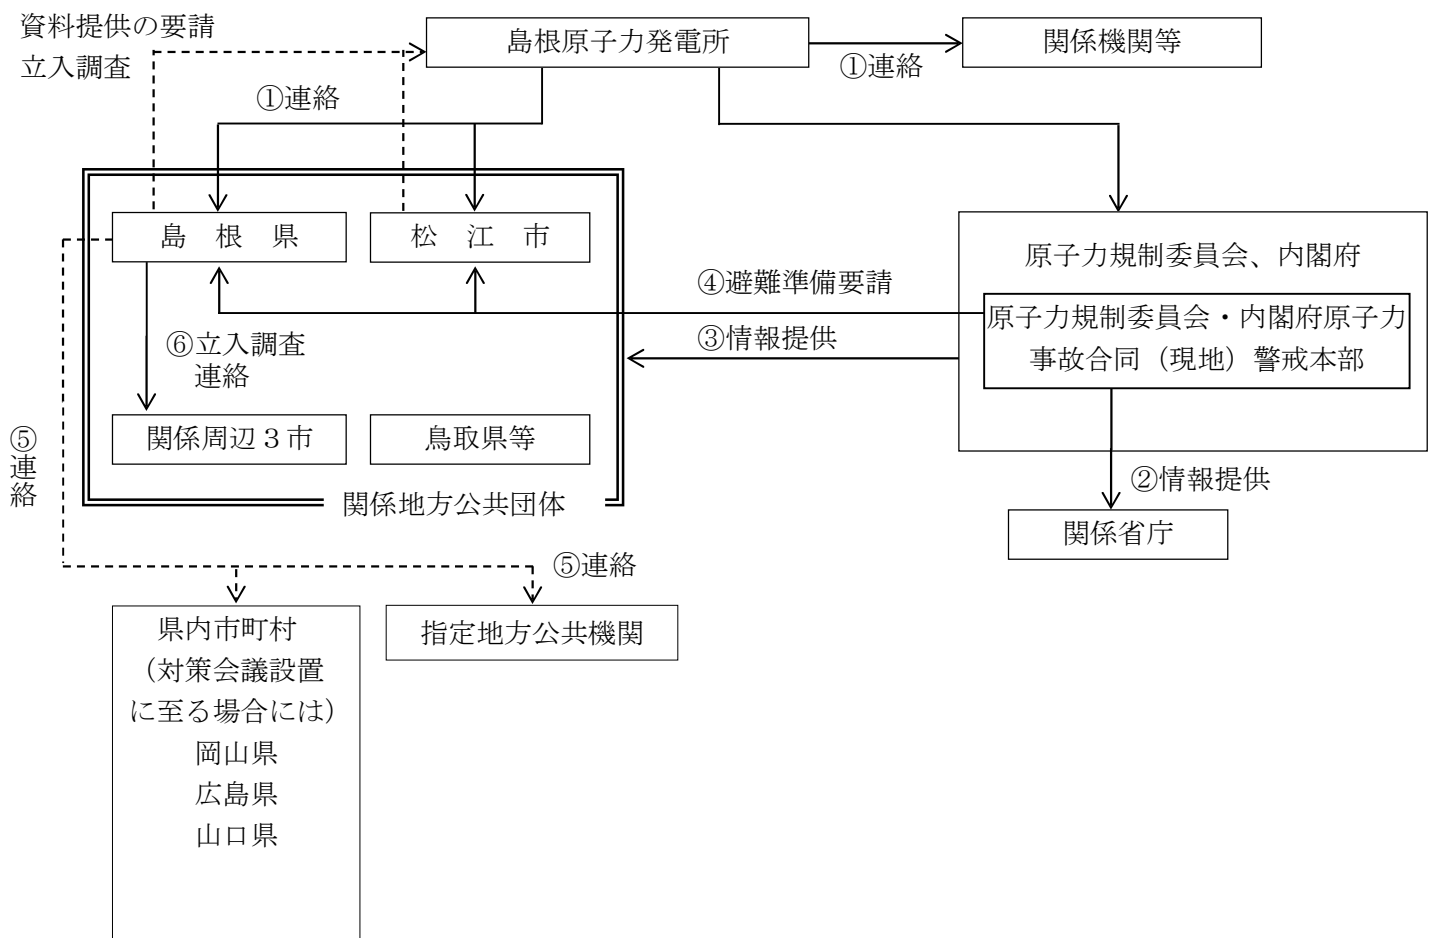 資料提供の要請
立入調査
島根原子力発電所
①連絡
関係機関等
①連絡
島　根　県
松　江　市
原子力規制委員会、内閣府
原子力規制委員会・内閣府原子力
事故合同（現地）警戒本部
④避難準備要請
③情報提供
⑥立入調査
連絡
関係周辺３市
鳥取県等
関係地方公共団体
⑤連絡
②情報提供
関係省庁
⑤連絡
県内市町村
（対策会議設置
に至る場合には）
岡山県
広島県
山口県
指定地方公共機関